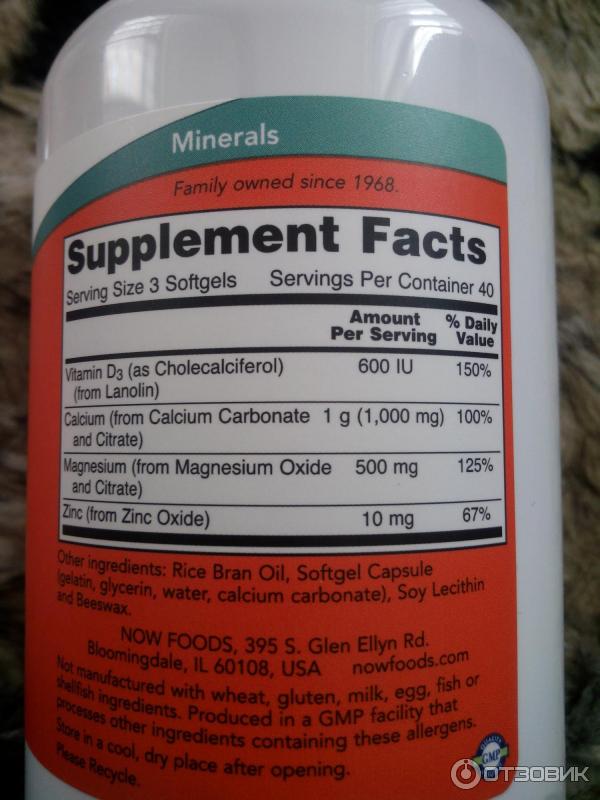 Minerals
Family owned since 1968.
Supplement Facts
Serving Size 3 Softgels Servings Per Container 40
Amount Per Serving % Daily Value
Vitamin D3 (as Cholecalciferol) 600 IU 150%
(from Lanolin)
Calcium (from Calcium Carbonate 1 g (1,000 mg) 100%
and Citrate)
Magnesium (from Magnesium Oxide 500 mg 125%
and Citrate)
Zinc (from Zinc Oxide) 10 mg 67%
Other ingredients: Rice Bran Oil, Softgel Capsule
(gelatin, glycerin, water, calcium carbonate), Soy Lecithin
and Beeswax.
NOW FOODS, 395 S. Glen Ellyn Rd.
Bloomingdale, IL 60108, USA nowfoods.com
Not manufactured with wheat, gluten, milk, egg, fish or
shellfish ingredients. Produced in a GMP facility that
processes other ingredients containing these allergens.
Store in a cool, dry place after opening.
Please Recycle.
QUALITY
GMP
ОТЗОВИК